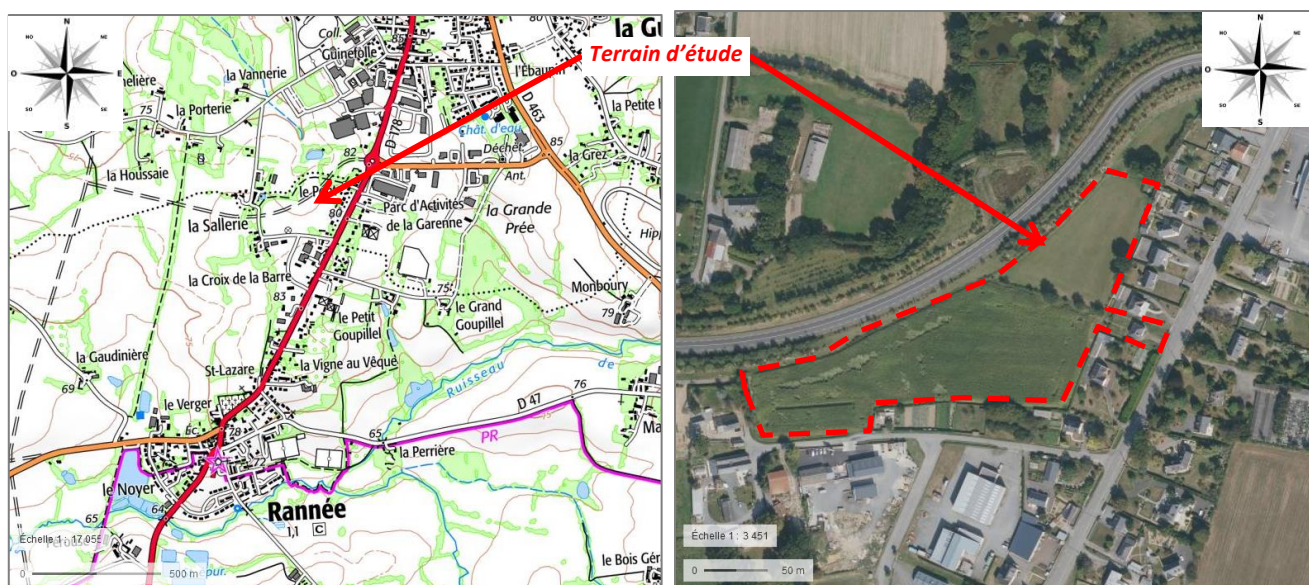 Terrain d'étude
N
O
E
S
NO
NE
SO
SE
Coll.
85
80
la Gu
Guinefolle
la Vannerie
l'Ébaupin
la Porterie
75
D 178
D 463
la Petite
Chât. d'eau
85
Déchet.
la Grez
82
Ant.
la Houssaie
80
Parc d'Activités
de la Garenne
la Grande
Prée
la Sallerie
Hipp
la Croix de la Barre
75
83
Monboury
79
le Petit
Goupillel
le Grand
Goupillel
la Gaudinière
St-Lazare
la Vigne au Vêque
69
Ruisseau
de
le Verger
76
D 47
78
65
PR
la Perrière
le Noyer
64
65
Rannée
1,1
C
Échelle 1 : 17 055
0
500 m
le Bois Gér
N
O
E
S
NO
NE
SO
SE
Échelle 1 : 3 451
0
50 m